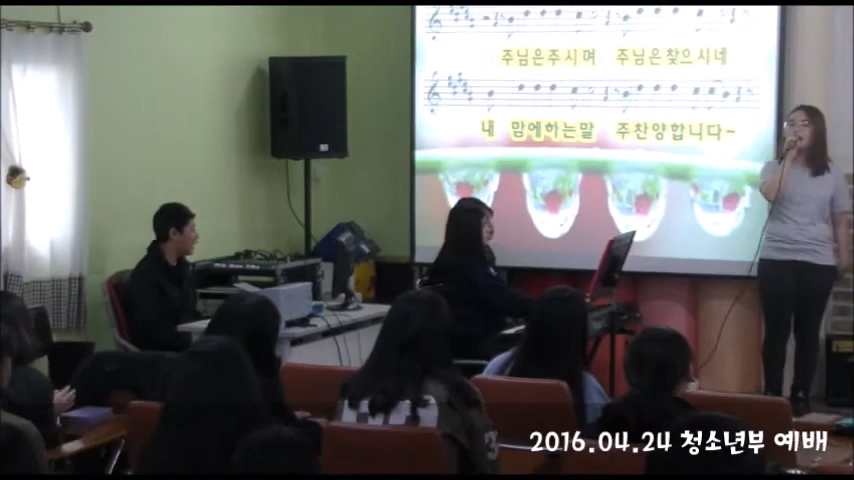 주님은주시며 주님은찾으시네
내 맘에하는말 주찬양합니다-
2016.04.24 청소년부 예배